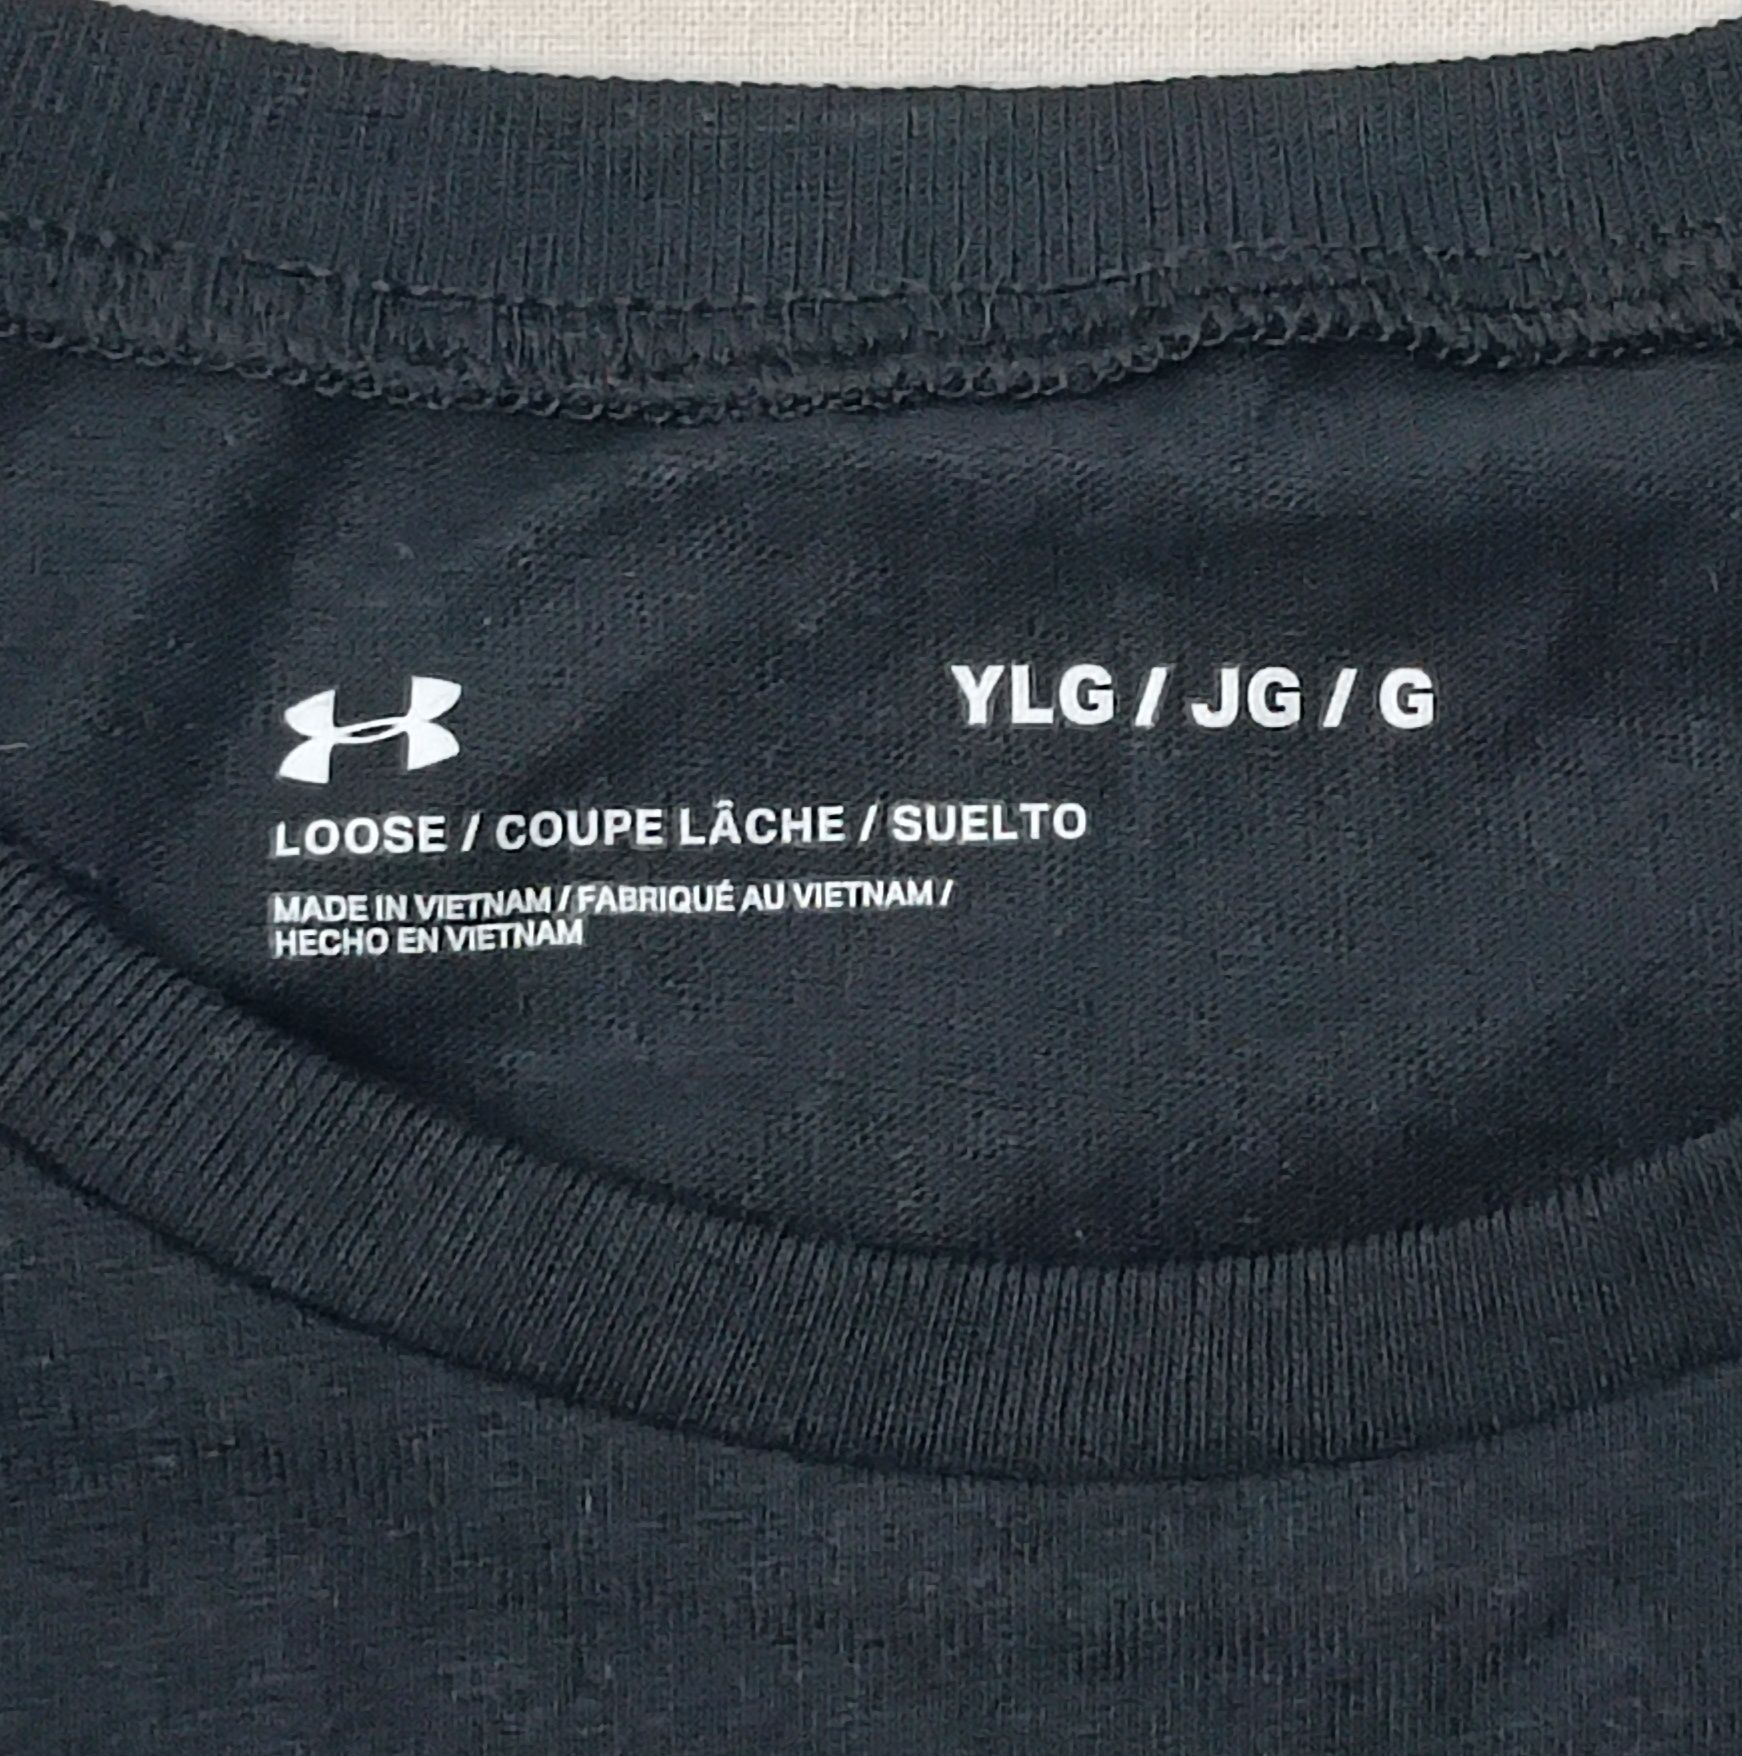 YLG / JG / G
LOOSE / COUPE LÂCHE / SUELTO
MADE IN VIETNAM / FABRIQUÉ AU VIETNAM /
HECHO EN VIETNAM